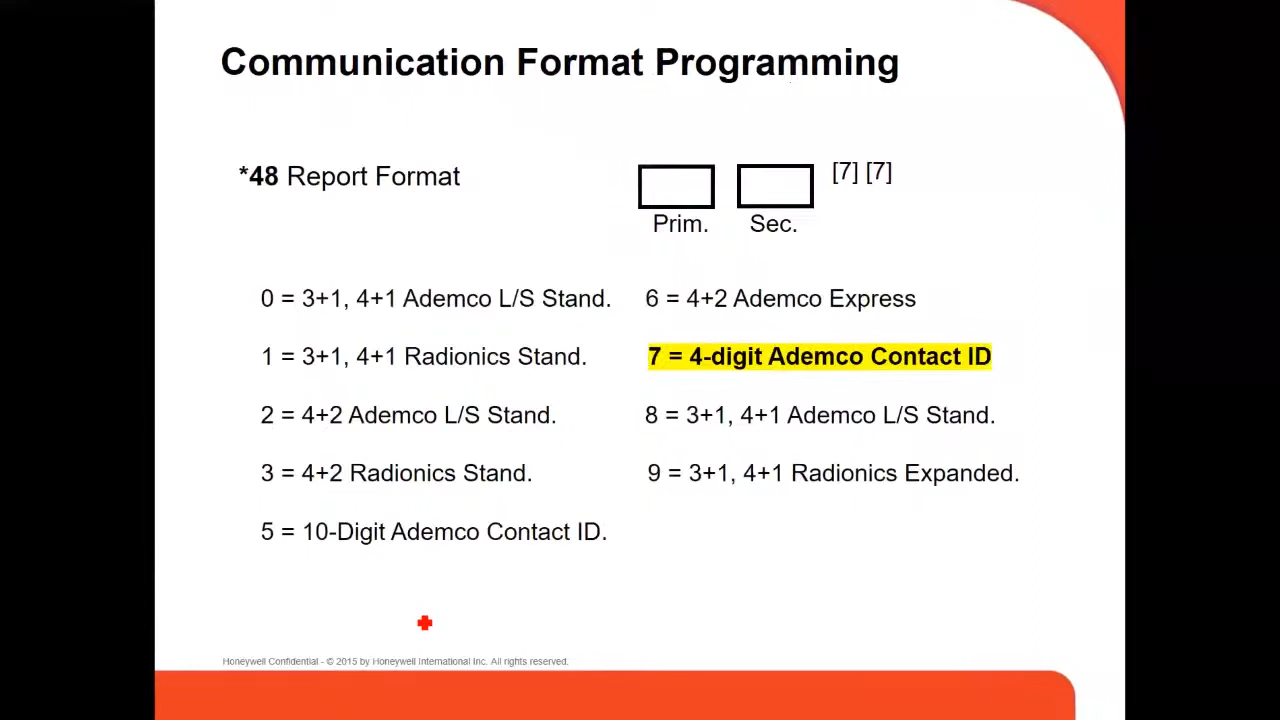 Communication Format Programming
*48 Report Format
[7] [7]
Prim. Sec.
0 = 3+1, 4+1 Ademco L/S Stand.
6 = 4+2 Ademco Express
1 = 3+1, 4+1 Radionics Stand.
7 = 4-digit Ademco Contact ID
2 = 4+2 Ademco L/S Stand.
8 = 3+1, 4+1 Ademco L/S Stand.
3 = 4+2 Radionics Stand.
9 = 3+1, 4+1 Radionics Expanded.
5 = 10-Digit Ademco Contact ID.
Honeywell Confidential - © 2015 by Honeywell International Inc. All rights reserved.